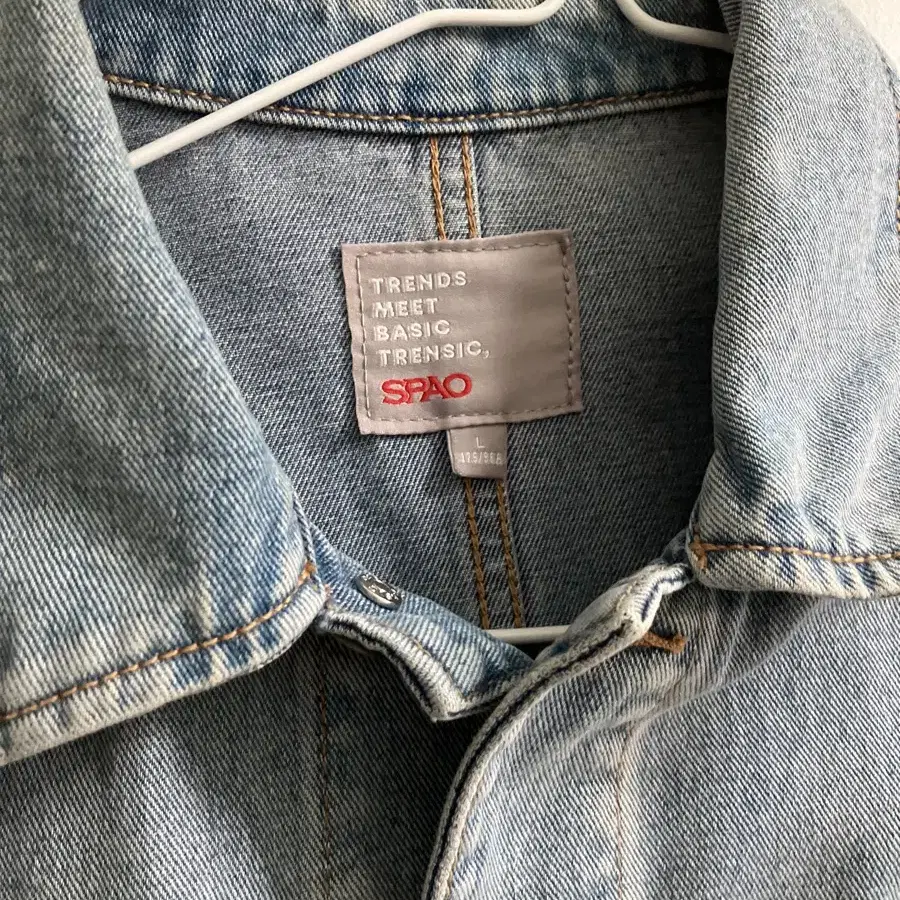 TRENDS
MEET
BASIC
TRENSIC,
SPAO
L